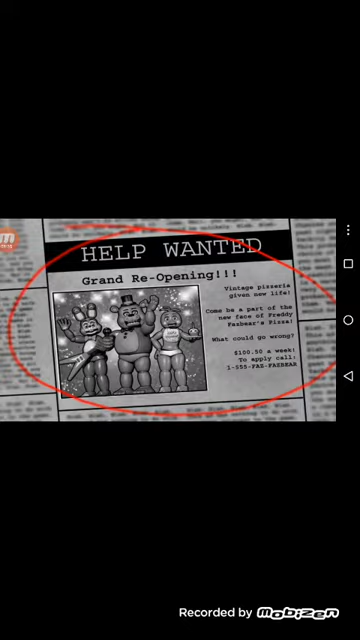 HELP WANTED
Grand Re-Opening!!!
Vintage pizzeria
given new life!
Come be a part of the
new face of Freddy
Fazbear's Pizza!
What could go wrong?
$100.50 a week!
To apply call:
1-555-FAZ-FAZBEAR
Recorded by Mobizen